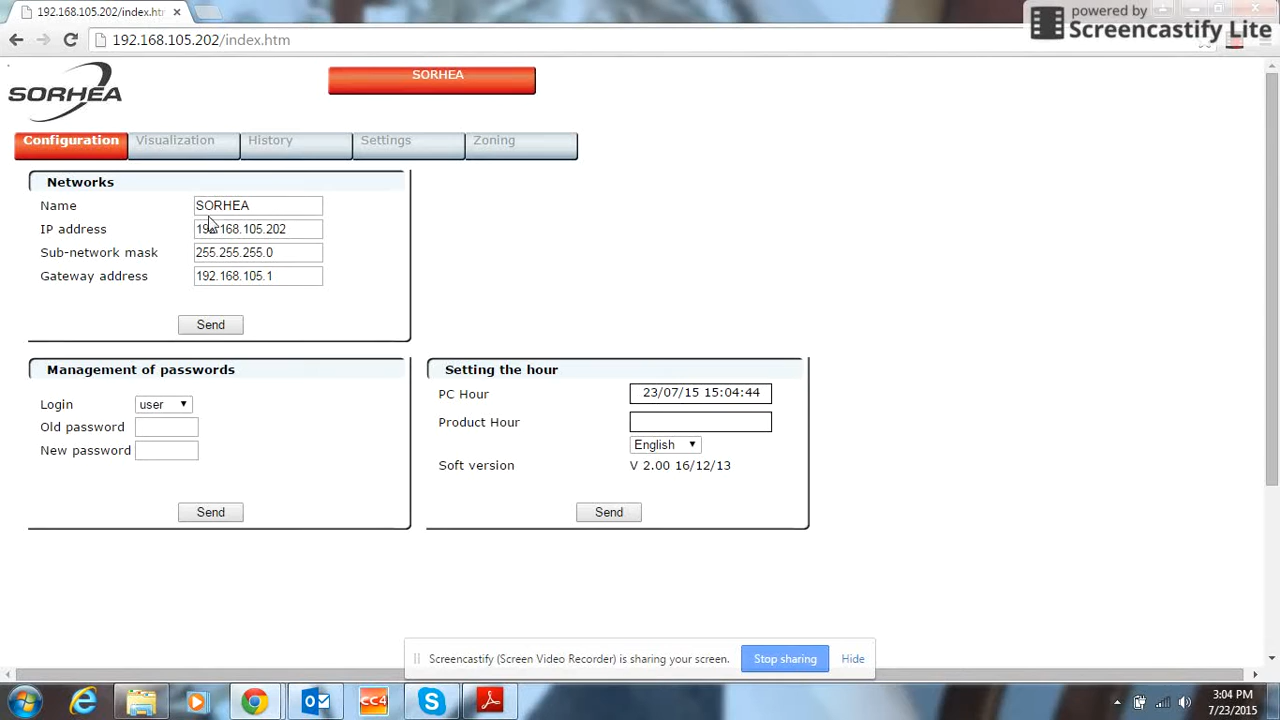 192.168.105.202/index.htm
powered by
Screencastify Lite
192.168.105.202/index.htm
SORHEA
SORHEA
Configuration
Visualization
History
Settings
Zoning
Networks
Name
SORHEA
IP address
192.168.105.202
Sub-network mask
255.255.255.0
Gateway address
192.168.105.1
Send
Management of passwords
Login
user
Old password
New password
Send
Setting the hour
PC Hour
23/07/15 15:04:44
Product Hour
English
Soft version
V 2.00 16/12/13
Send
Screencastify (Screen Video Recorder) is sharing your screen.
Stop sharing
Hide
CC4
3:04 PM
7/23/2015